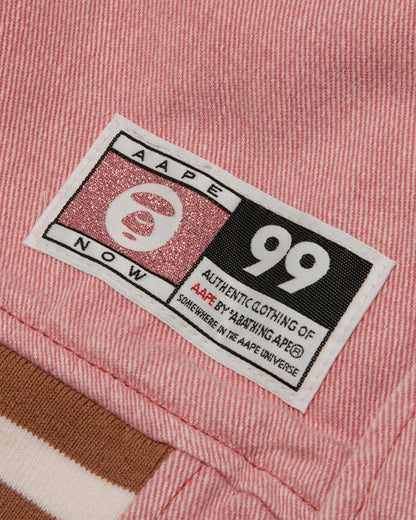 AAPE
NOW
99
AUTHENTIC CLOTHING OF
AAPE BY *A BATHING APE®
SOMEWHERE IN THE AAPE UNIVERSE